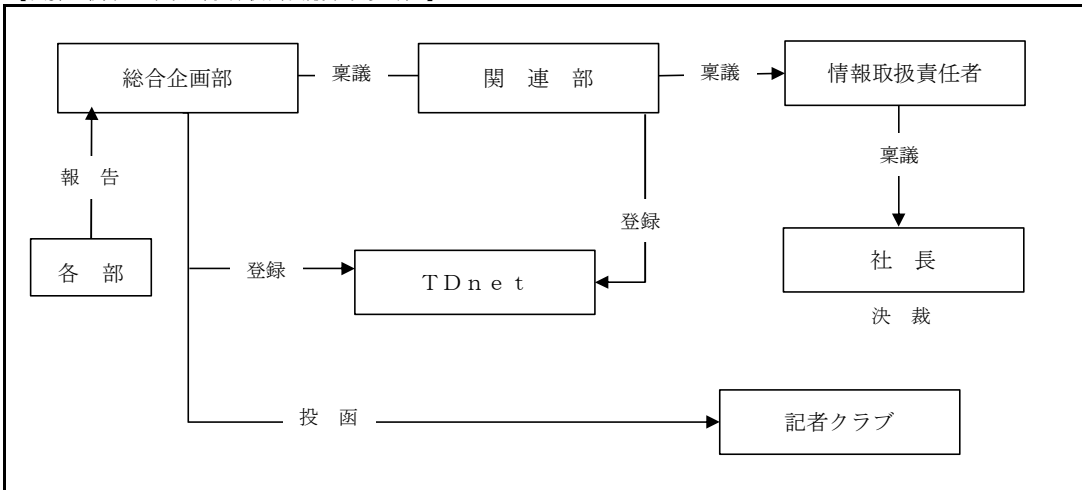 総合企画部
稟議
関　連　部
稟議
情報取扱責任者
報　告
稟議
登録
各　部
登録
ＴＤｎｅｔ
社　長
決　裁
投　函
記者クラブ